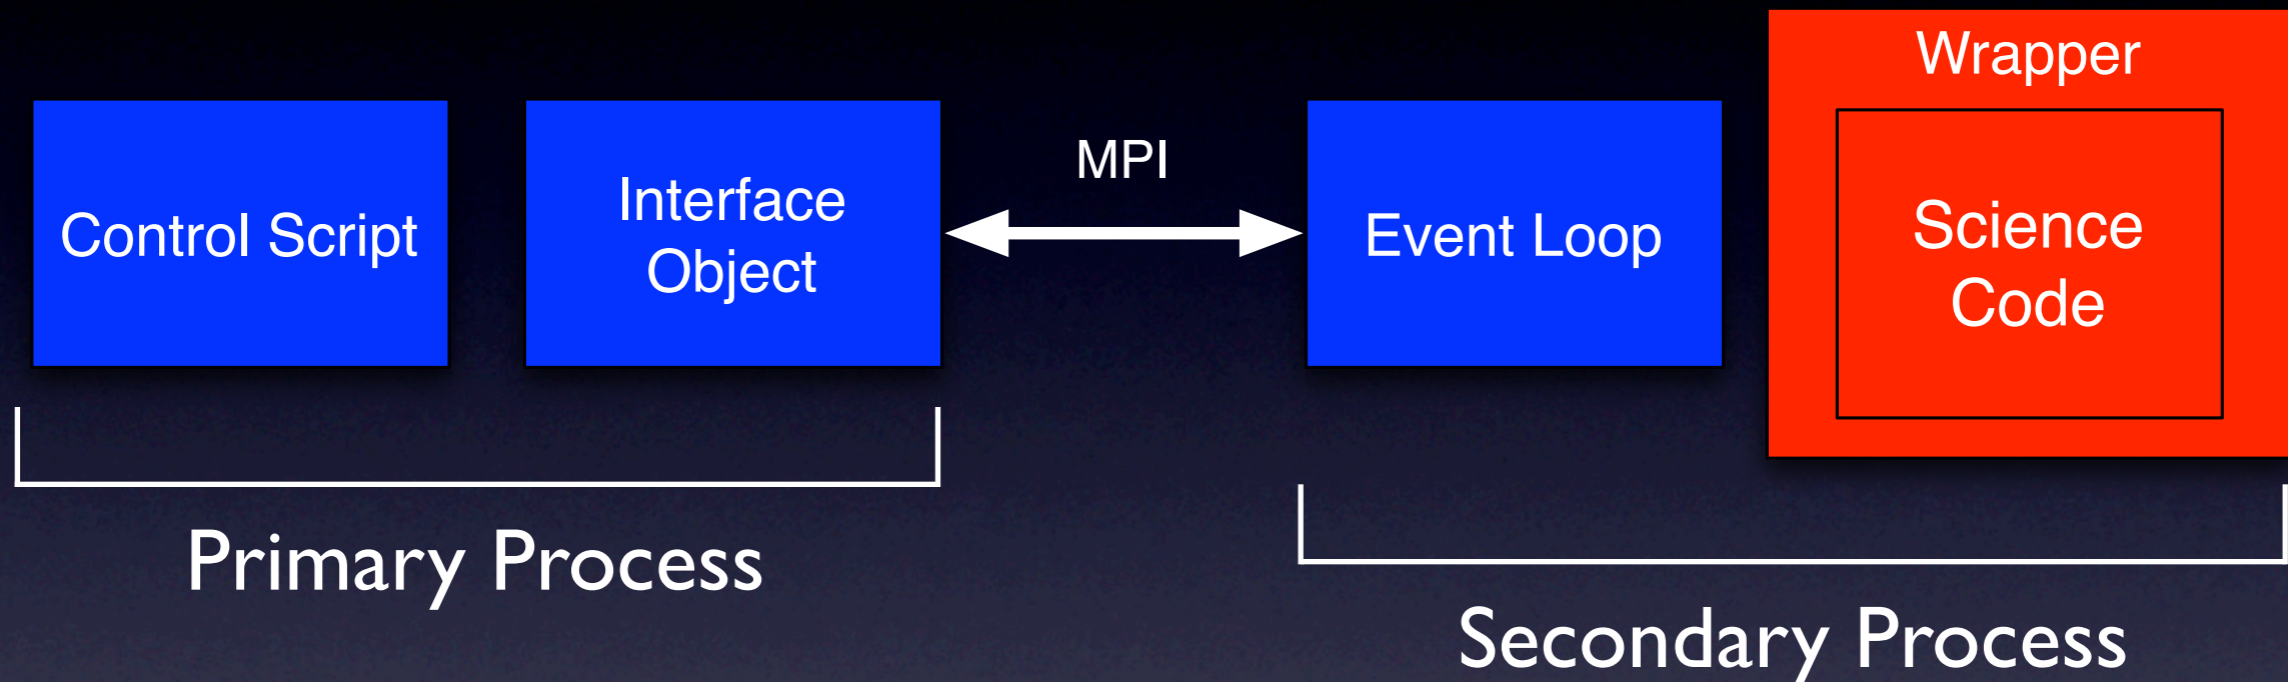 Control Script
Interface
Object
MPI
Event Loop
Wrapper
Science
Code
Primary Process
Secondary Process